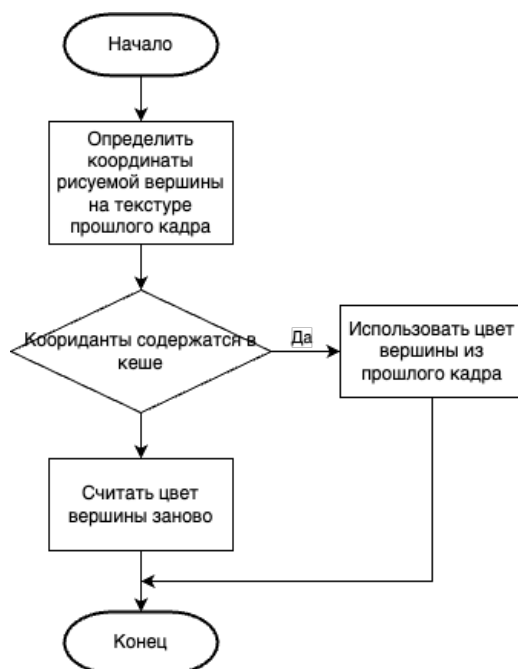 Начало
Определить
координаты
рисуемой вершины
на текстуре
прошлого кадра
Коориданты содержатся в
кеше
Да
Использовать цвет
вершины из
прошлого кадра
Считать цвет
вершины заново
Конец